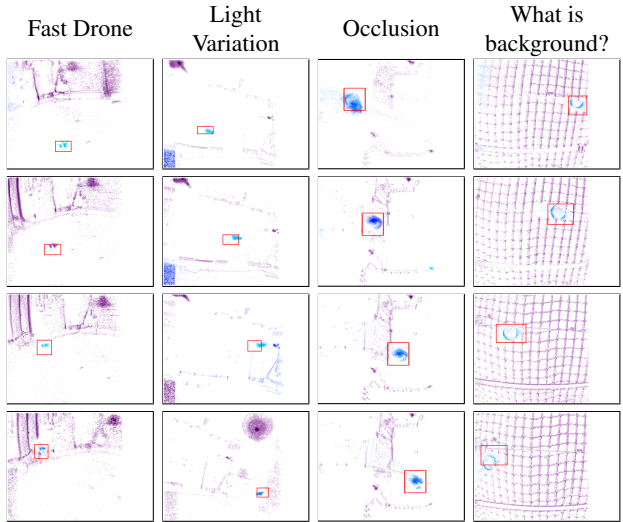 Fast Drone
Light
Variation
Occlusion
What is
background?